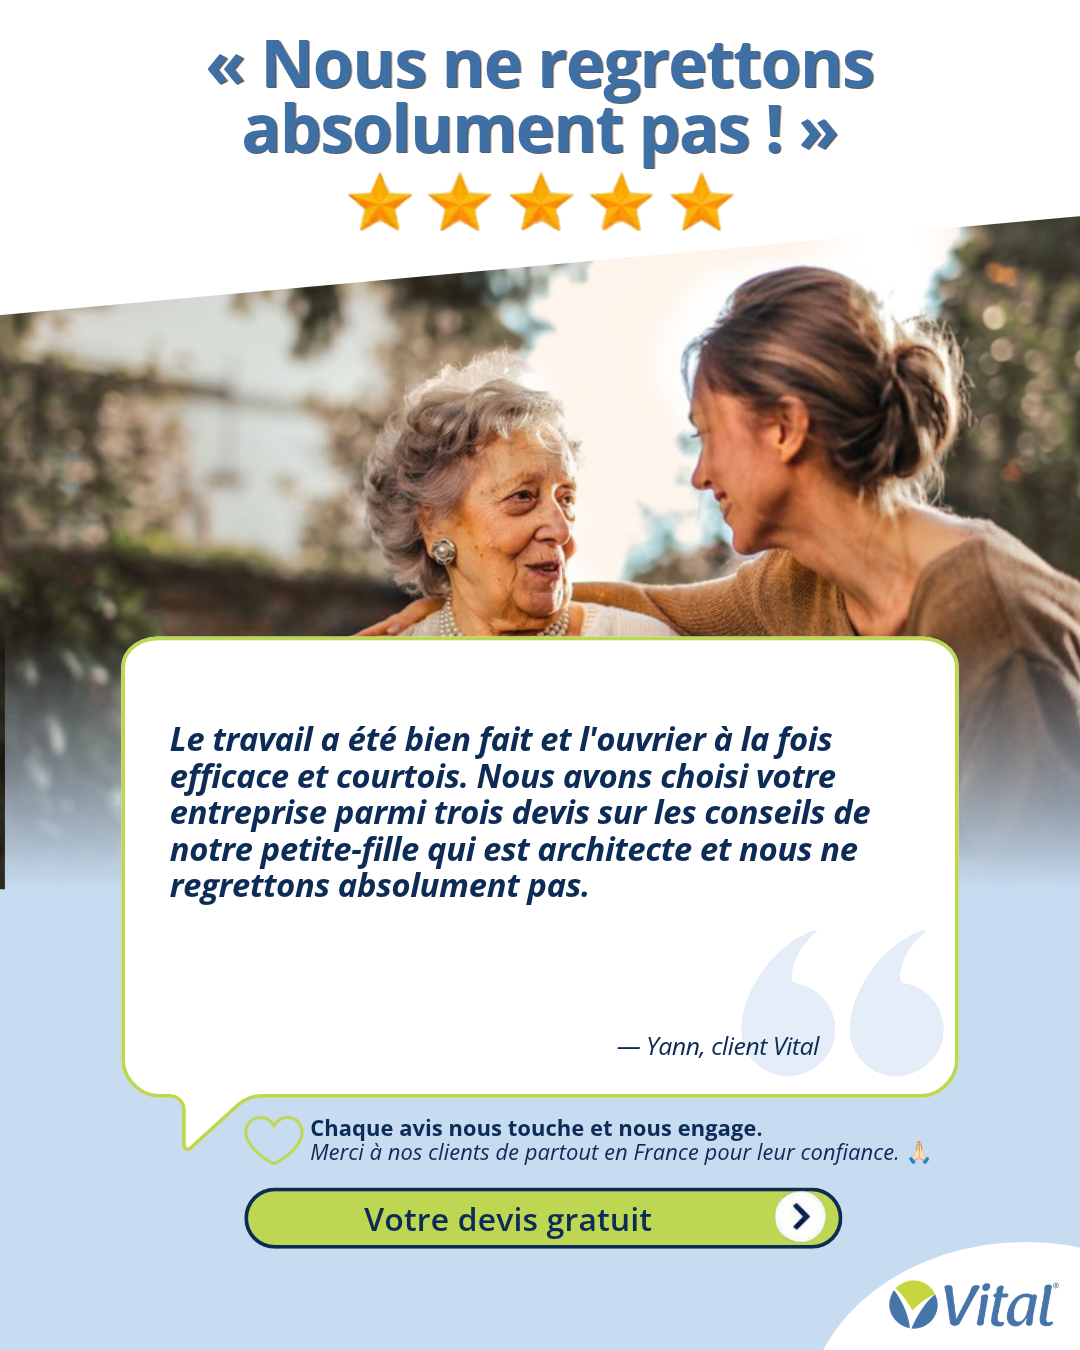 « Nous ne regrettons
absolument pas ! »
Le travail a été bien fait et l'ouvrier à la fois
efficace et courtois. Nous avons choisi votre
entreprise parmi trois devis sur les conseils de
notre petite-fille qui est architecte et nous ne
regrettons absolument pas.
— Yann, client Vital
Chaque avis nous touche et nous engage.
Merci à nos clients de partout en France pour leur confiance. 🙏🏻
Votre devis gratuit
Vital®